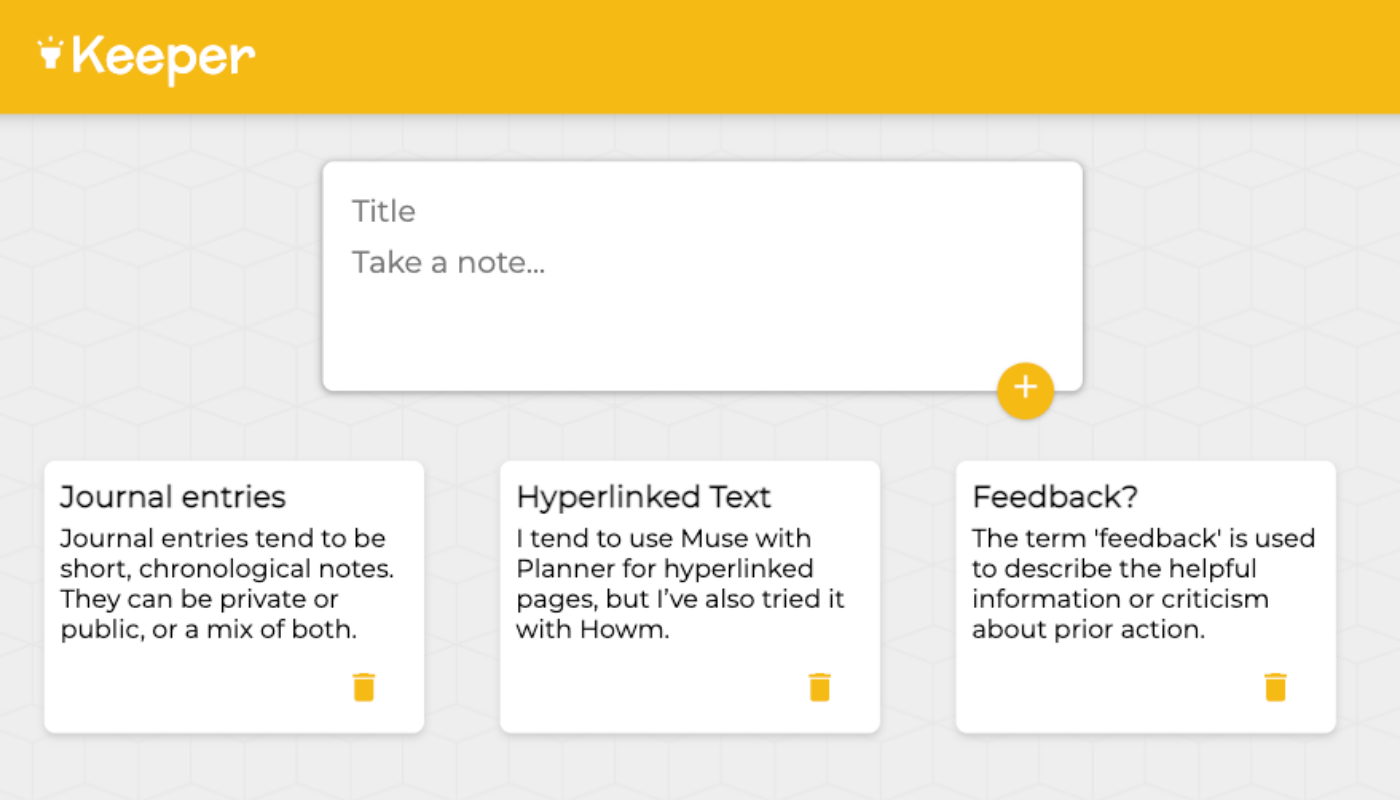 Keeper
Title
Take a note...
Journal entries
Journal entries tend to be
short, chronological notes.
They can be private or
public, or a mix of both.
Hyperlinked Text
I tend to use Muse with
Planner for hyperlinked
pages, but I’ve also tried it
with Howm.
Feedback?
The term 'feedback' is used
to describe the helpful
information or criticism
about prior action.